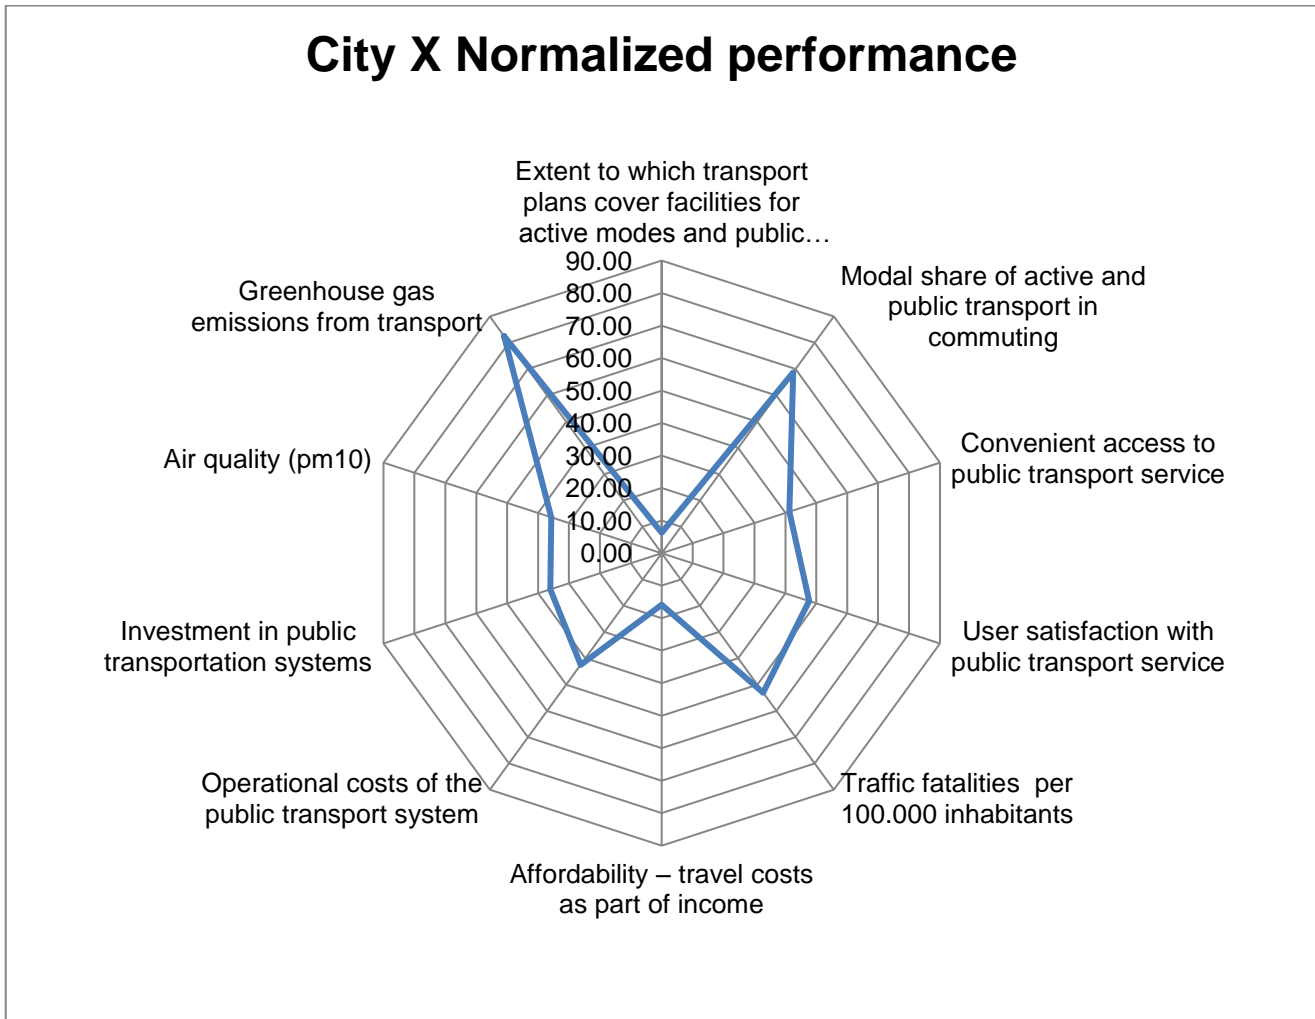 City X Normalized performance
Extent to which transport
plans cover facilities for
active modes and public…
90.00
80.00
70.00
60.00
50.00
40.00
30.00
20.00
10.00
0.00
Modal share of active and
public transport in
commuting
Convenient access to
public transport service
User satisfaction with
public transport service
Traffic fatalities  per
100.000 inhabitants
Affordability – travel costs
as part of income
Operational costs of the
public transport system
Investment in public
transportation systems
Air quality (pm10)
Greenhouse gas
emissions from transport